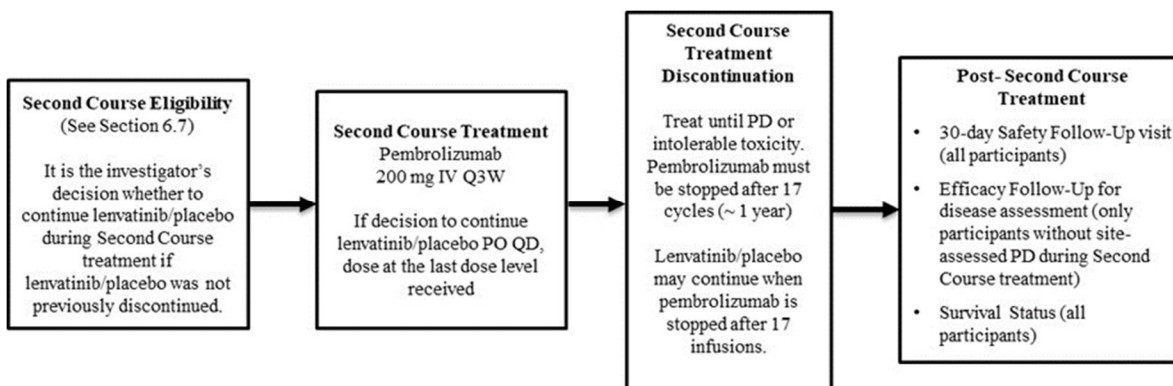 Second Course Eligibility
(See Section 6.7)
It is the investigator's
decision whether to
continue lenvatinib/placebo
during Second Course
treatment if
lenvatinib/placebo was not
previously discontinued.
Second Course Treatment
Pembrolizumab
200 mg IV Q3W
If decision to continue
lenvatinib/placebo PO QD,
dose at the last dose level
received
Second Course
Treatment
Discontinuation
Treat until PD or
intolerable toxicity.
Pembrolizumab must
be stopped after 17
cycles (~ 1 year)
Lenvatinib/placebo
may continue when
pembrolizumab is
stopped after 17
infusions.
Post- Second Course
Treatment
• 30-day Safety Follow-Up visit
(all participants)
• Efficacy Follow-Up for
disease assessment (only
participants without site-
assessed PD during Second
Course treatment)
• Survival Status (all
participants)